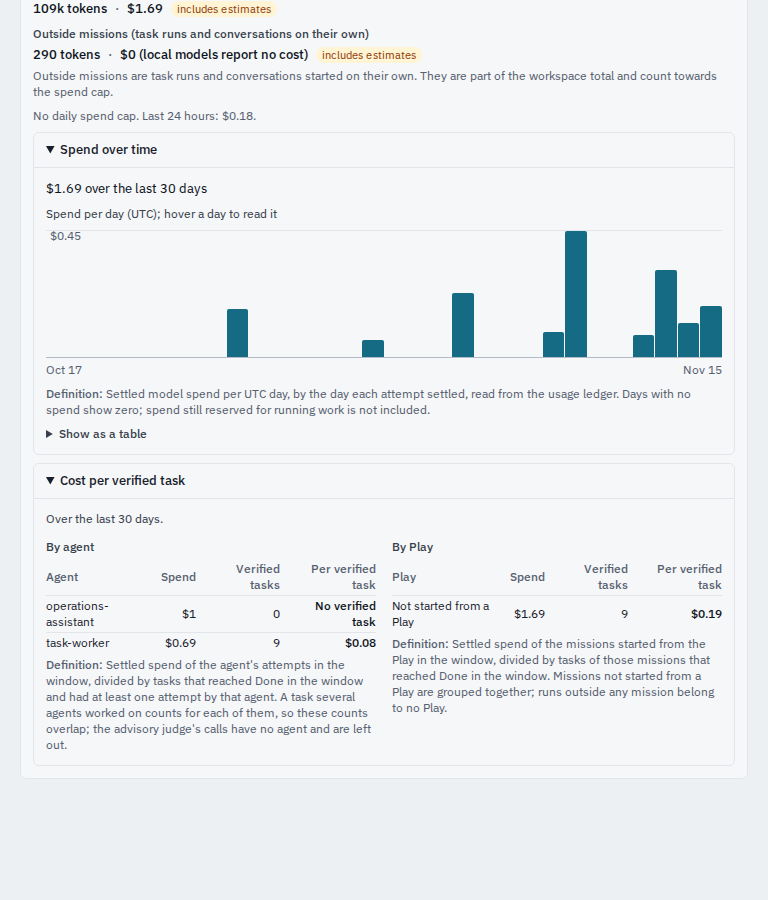 109k tokens · $1.69 includes estimates
Outside missions (task runs and conversations on their own)
290 tokens · $0 (local models report no cost) includes estimates
Outside missions are task runs and conversations started on their own. They are part of the workspace total and count towards
the spend cap.
No daily spend cap. Last 24 hours: $0.18.
▼ Spend over time
$1.69 over the last 30 days
Spend per day (UTC); hover a day to read it
$0.45
Oct 17 Nov 15
Definition: Settled model spend per UTC day, by the day each attempt settled, read from the usage ledger. Days with no
spend show zero; spend still reserved for running work is not included.
▶ Show as a table
▼ Cost per verified task
Over the last 30 days.
By agent
Agent Spend Verified tasks Per verified task
operations-assistant $1 0 No verified task
task-worker $0.69 9 $0.08
Definition: Settled spend of the agent's attempts in the
window, divided by tasks that reached Done in the window
and had at least one attempt by that agent. A task several
agents worked on counts for each of them, so these counts
overlap; the advisory judge's calls have no agent and are left
out.
By Play
Play Spend Verified tasks Per verified task
Not started from a Play $1.69 9 $0.19
Definition: Settled spend of the missions started from the
Play in the window, divided by tasks of those missions that
reached Done in the window. Missions not started from a
Play are grouped together; runs outside any mission belong
to no Play.